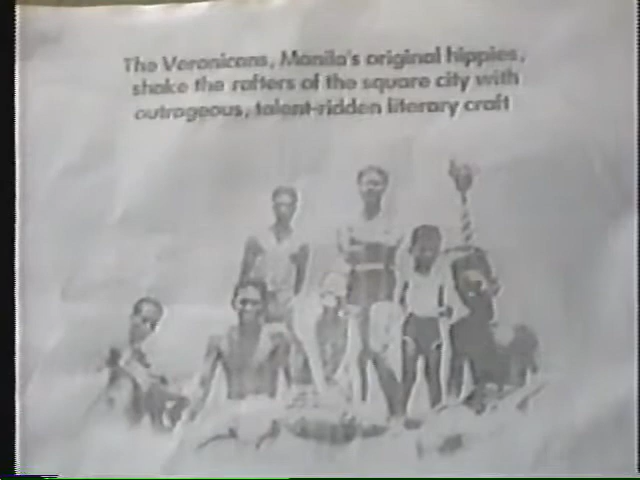 The Veronicans, Manila's original hippies,
shake the rafters of the square city with
outrageous, talent-ridden literary craft